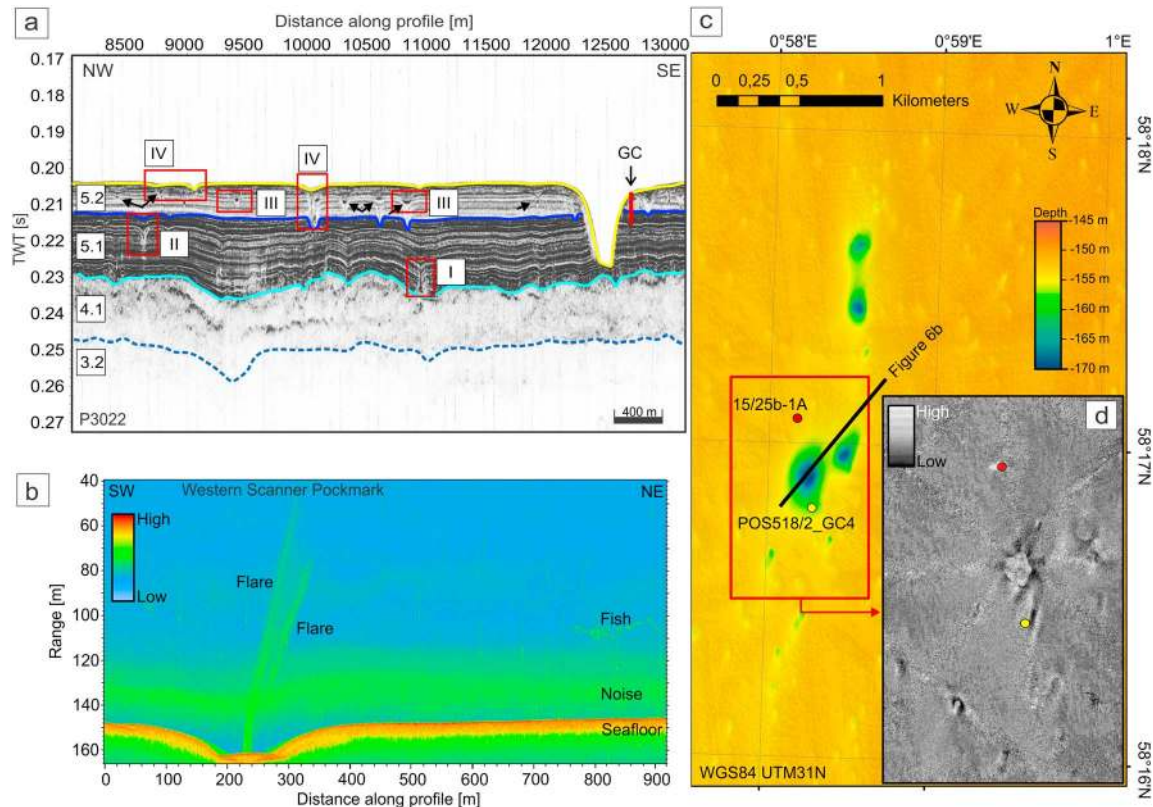 a
Distance along profile [m]
8500 9000 9500 10000 10500 11000 11500 12000 12500 13000
0.17
0.18
0.19
0.20
0.21
0.22
0.23
0.24
0.25
0.26
0.27
TWT [s]
NW
SE
IV
IV
GC
5.2
III
III
5.1
II
I
4.1
3.2
P3022
400 m
b
40
60
80
100
120
140
160
Range [m]
SW
Western Scanner Pockmark
NE
High
Low
Flare
Flare
Fish
Noise
Seafloor
0 100 200 300 400 500 600 700 800 900
Distance along profile [m]
c
0°58'E
0°59'E
1°E
0 0,25 0,5 1
Kilometers
N
W
E
S
58°18'N
Depth
-145 m
-150 m
-155 m
-160 m
-165 m
-170 m
Figure 6b
15/25b-1A
58°17'N
POS518/2_GC4
High
Low
d
WGS84 UTM31N
58°16'N